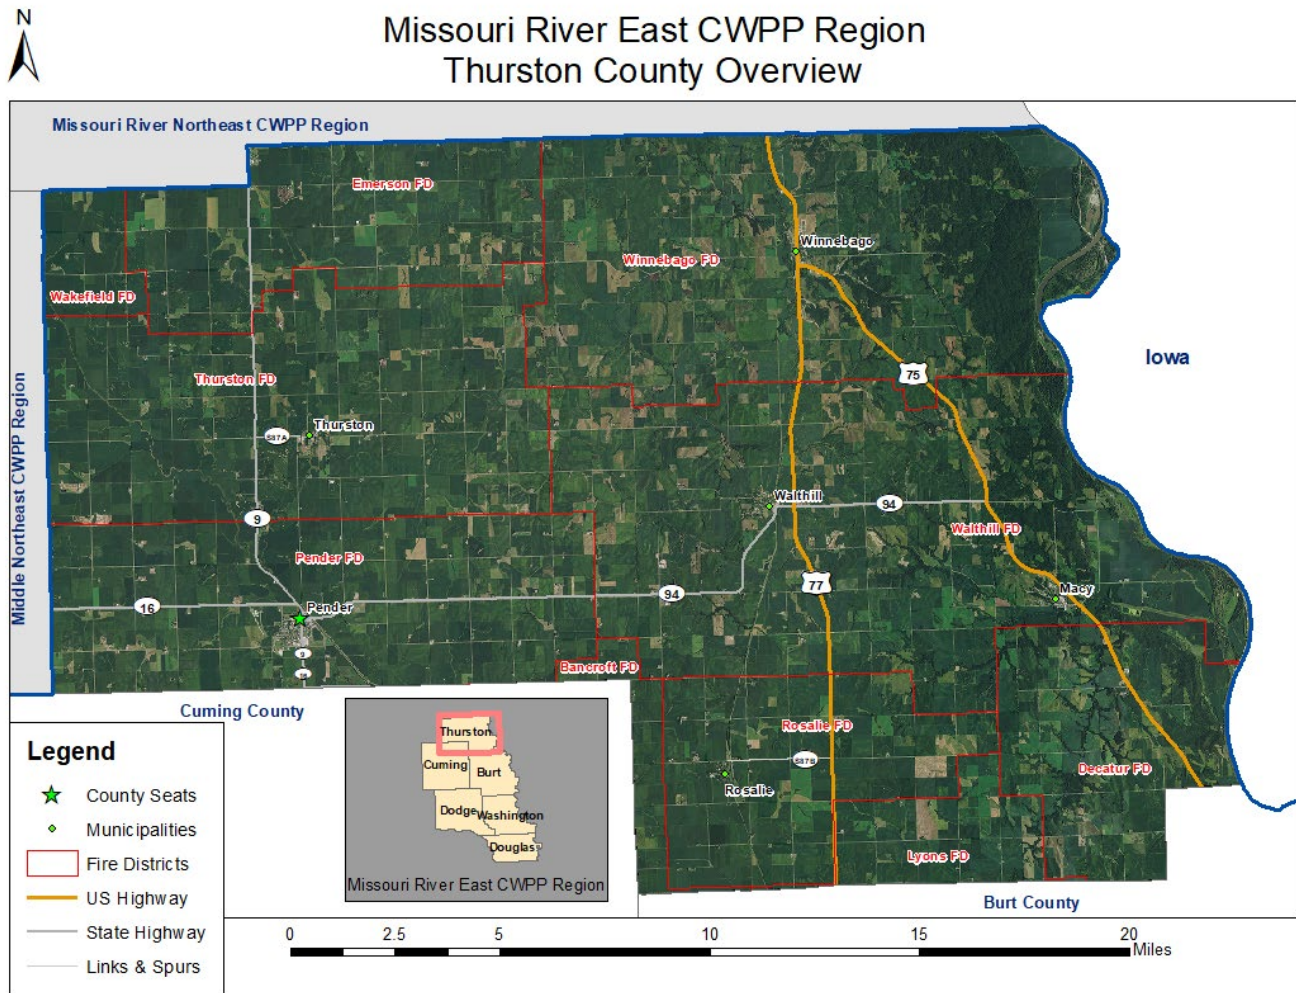 N
Missouri River East CWPP Region
Thurston County Overview
Missouri River Northeast CWPP Region
Emerson FD
Winnebago
Winnebago FD
Wakefield FD
Iowa
75
Thurston FD
Thurston
S87A
Middle Northeast CWPP Region
Walthill
94
9
Walthill FD
Pender FD
77
Macy
94
16
Pender
9
16
Bancroft FD
Cuming County
Rosalie FD
S87B
Decatur FD
Rosalie
Lyons FD
Burt County
Thurston
Cuming
Burt
Dodge
Washington
Douglas
Missouri River East CWPP Region
Legend
County Seats
Municipalities
Fire Districts
US Highway
State Highway
Links & Spurs
0 2.5 5 10 15 20
Miles